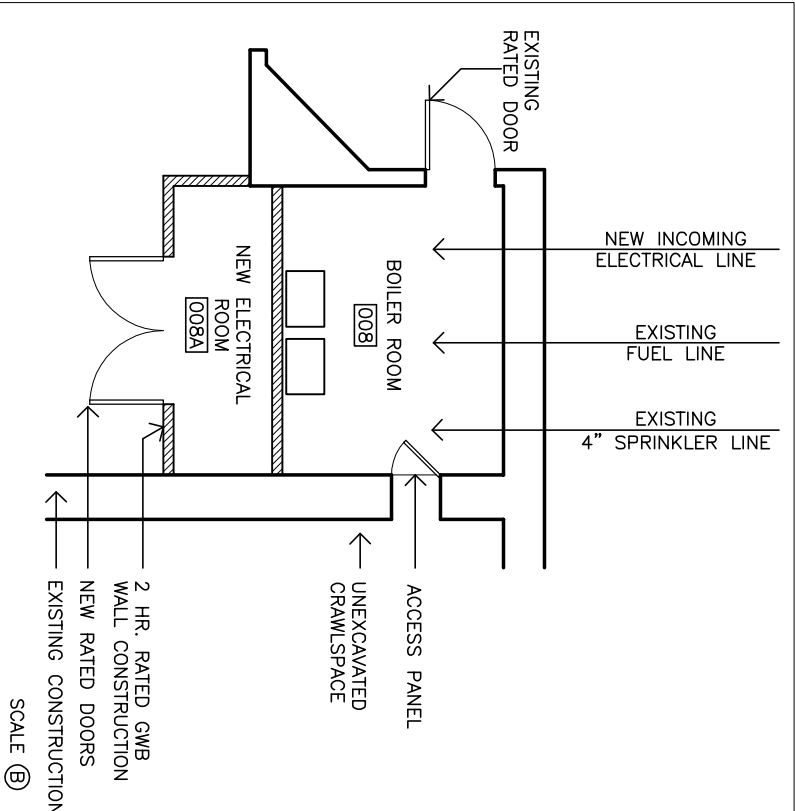 EXISTING
RATED DOOR
NEW INCOMING
ELECTRICAL LINE
EXISTING
FUEL LINE
EXISTING
4" SPRINKLER LINE
BOILER ROOM
008
NEW ELECTRICAL
ROOM
008A
ACCESS PANEL
UNEXCAVATED
CRAWLSPACE
2 HR. RATED GWB
WALL CONSTRUCTION
NEW RATED DOORS
EXISTING CONSTRUCTION
SCALE B